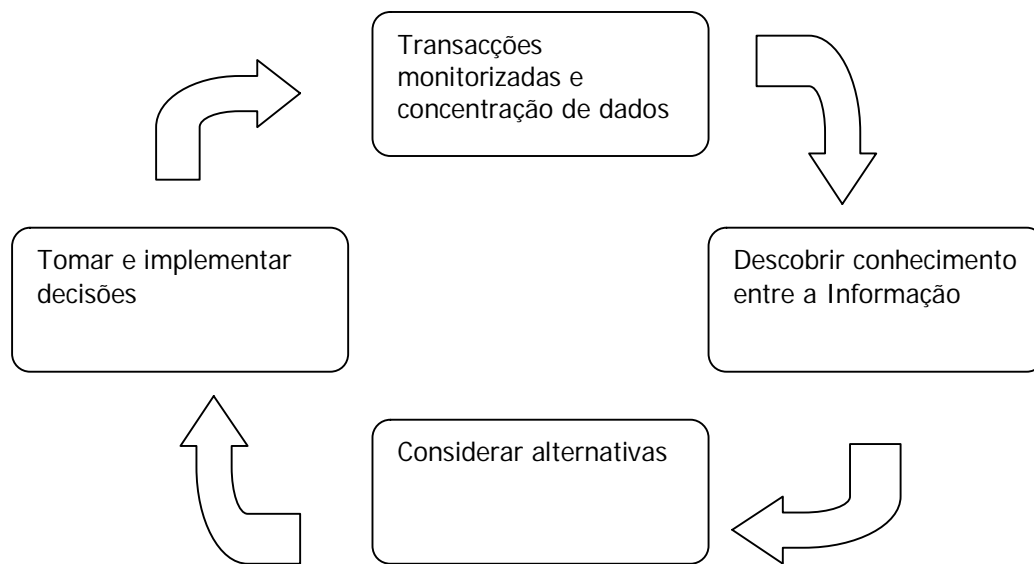 Transacções
monitorizadas e
concentração de dados
Tomar e implementar
decisões
Descobrir conhecimento
entre a Informação
Considerar alternativas